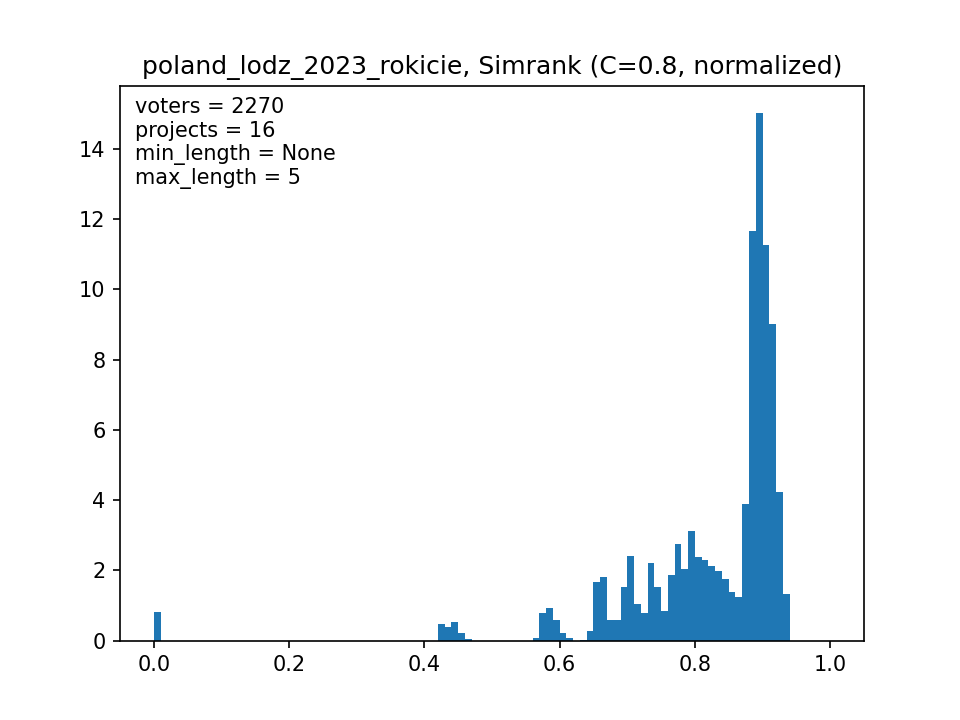 poland_lodz_2023_rokicie, Simrank (C=0.8, normalized)
voters = 2270
projects = 16
min_length = None
max_length = 5
14
12
10
8
6
4
2
0
0.0 0.2 0.4 0.6 0.8 1.0